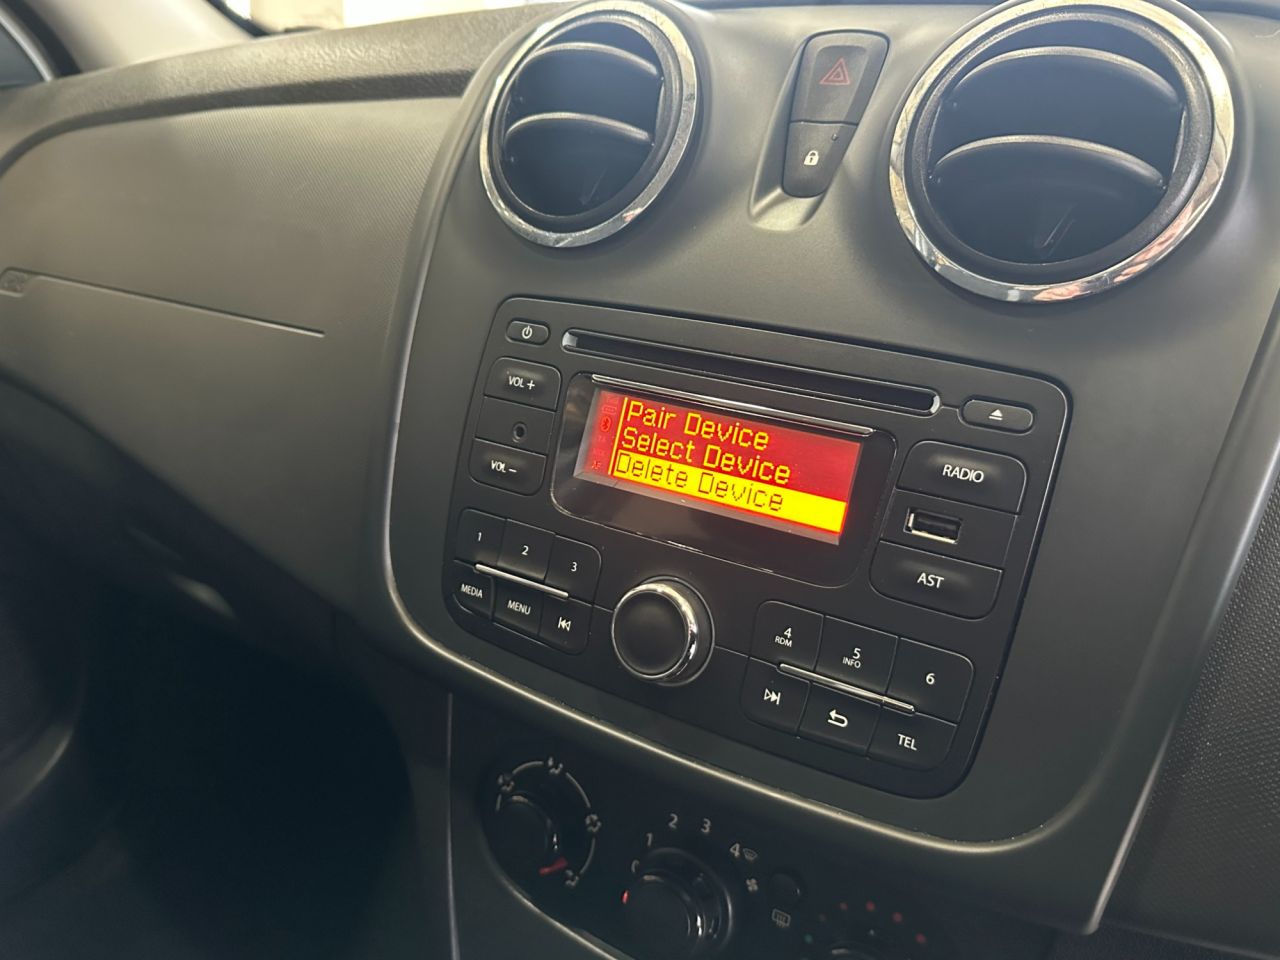 VOL +
Pair Device
Select Device
Delete Device
VOL –
RADIO
AST
1
2
3
MEDIA
MENU
4
RDM
5
INFO
6
TEL
1
2
3
4